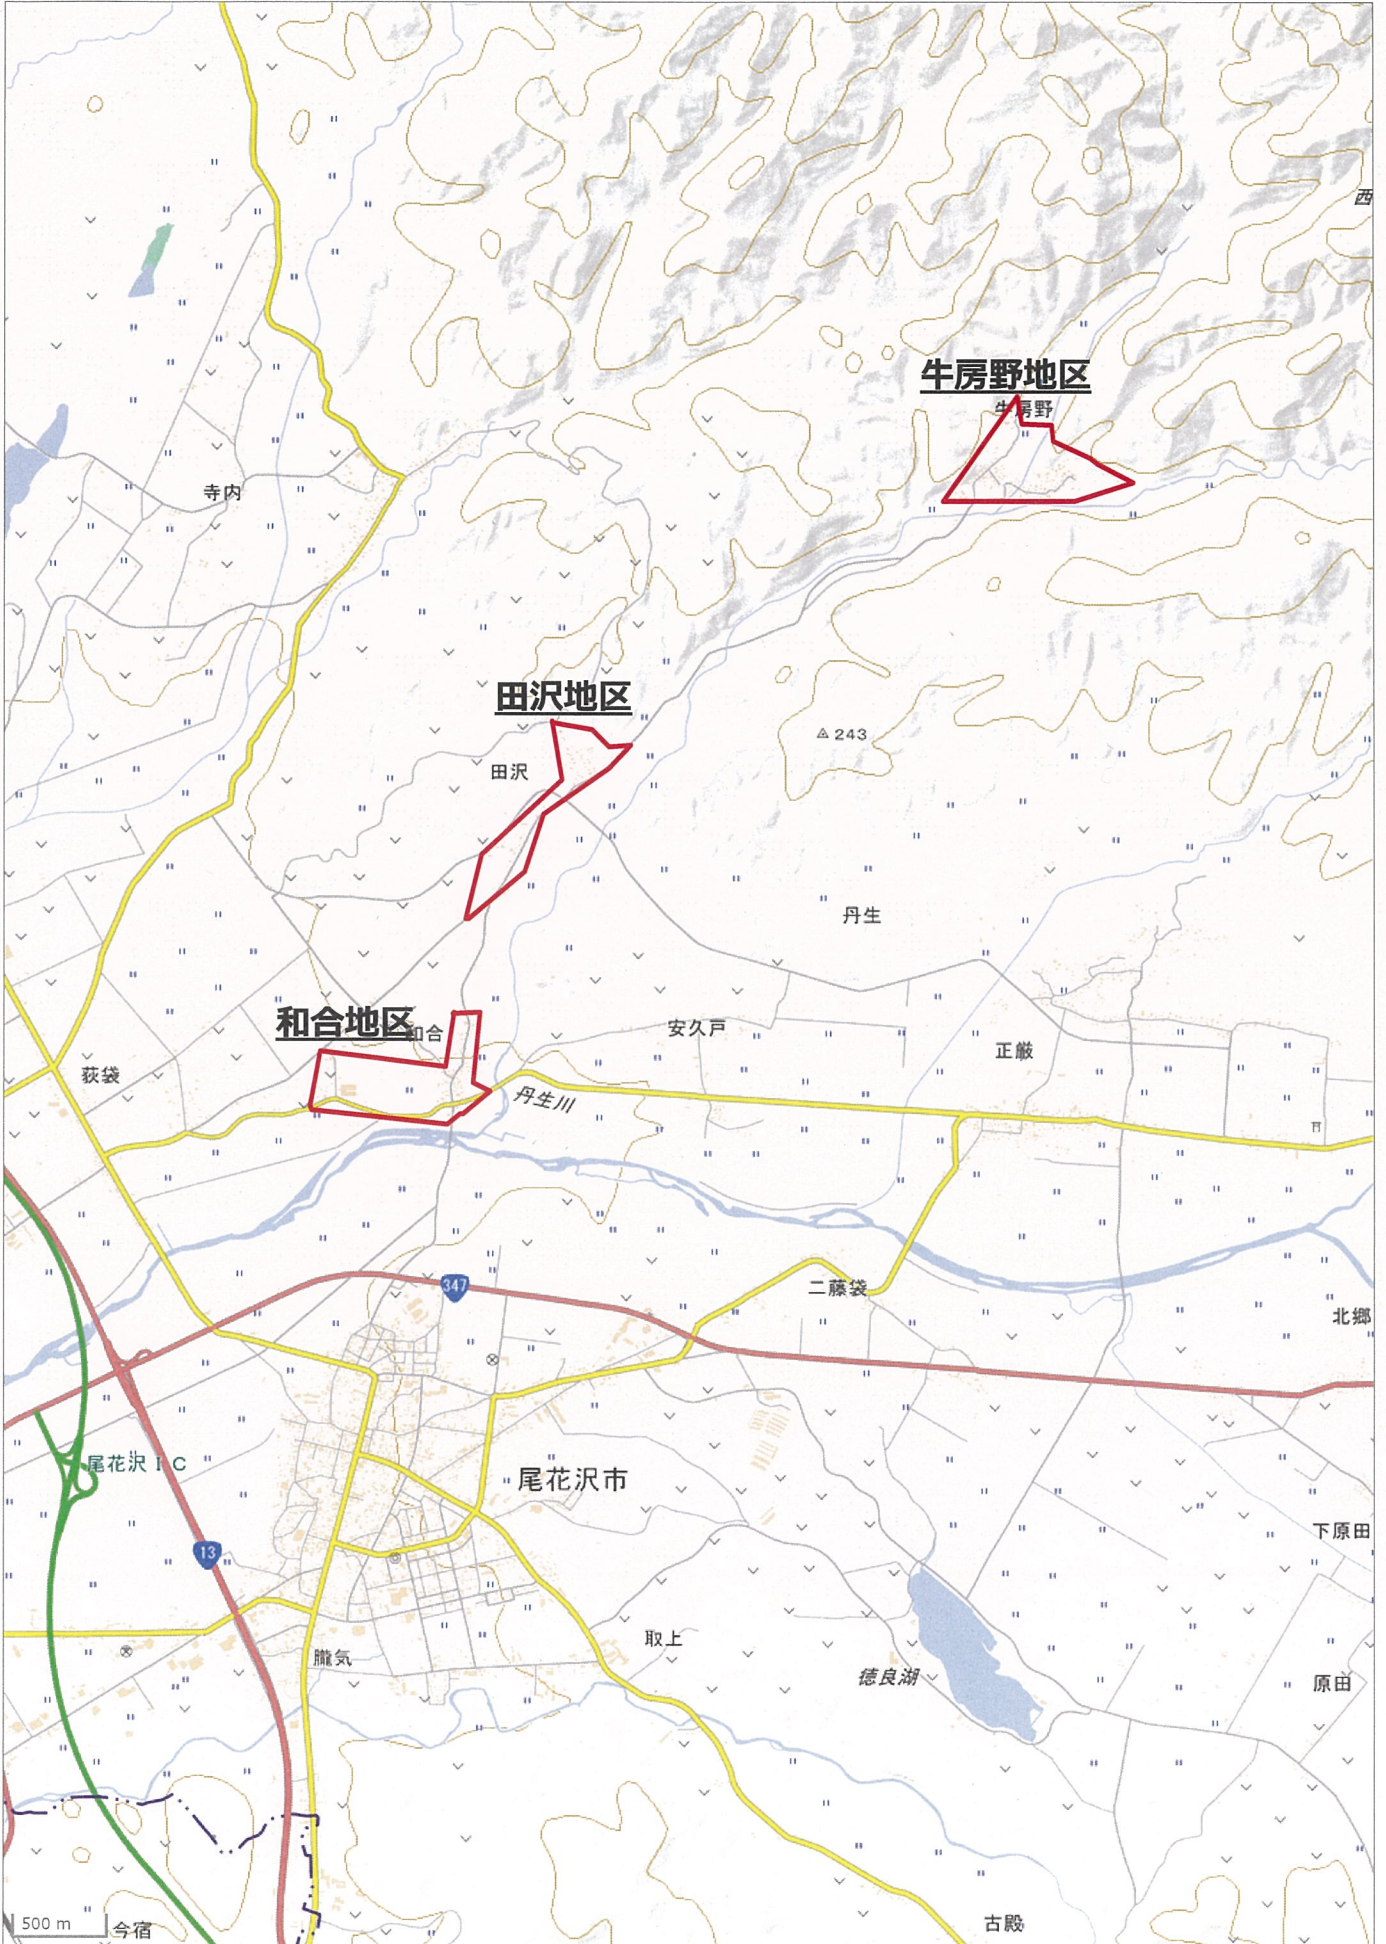 西
牛房野地区
牛房野
寺内
田沢地区
243
田沢
丹生
和合地区
和合
安久戸
正厳
荻袋
丹生川
347
二藤袋
北郷
尾花沢IC
尾花沢市
13
下原田
取上
朧気
徳良湖
原田
古殿
500 m
今宿